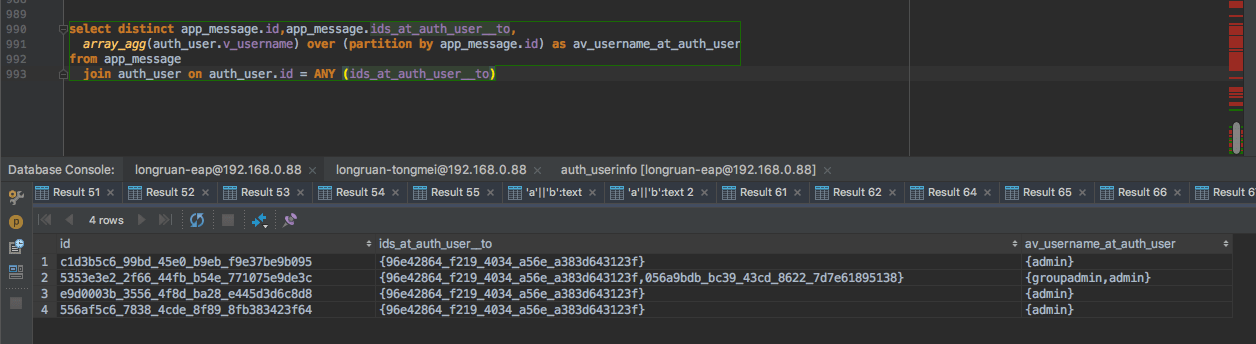 989
990 select distinct app_message.id,app_message.ids_at_auth_user__to,
991 array_agg(auth_user.v_username) over (partition by app_message.id) as av_username_at_auth_user
992 from app_message
993 join auth_user on auth_user.id = ANY (ids_at_auth_user__to)
Database Console: longruan-eap@192.168.0.88 × longruan-tongmei@192.168.0.88 × auth_userinfo [longruan-eap@192.168.0.88] ×
Result 51 × Result 52 × Result 53 × Result 54 × Result 55 × 'a'||'b':text × 'a'||'b':text 2 × Result 61 × Result 62 × Result 64 × Result 65 × Result 66 × Result 6
4 rows
id ids_at_auth_user__to av_username_at_auth_user
1 c1d3b5c6_99bd_45e0_b9eb_f9e37be9b095 {96e42864_f219_4034_a56e_a383d643123f} {admin}
2 5353e3e2_2f66_44fb_b54e_771075e9de3c {96e42864_f219_4034_a56e_a383d643123f,056a9bdb_bc39_43cd_8622_7d7e61895138} {groupadmin,admin}
3 e9d0003b_3556_4f8d_ba28_e445d3d6c8d8 {96e42864_f219_4034_a56e_a383d643123f} {admin}
4 556af5c6_7838_4cde_8f89_8fb383423f64 {96e42864_f219_4034_a56e_a383d643123f} {admin}